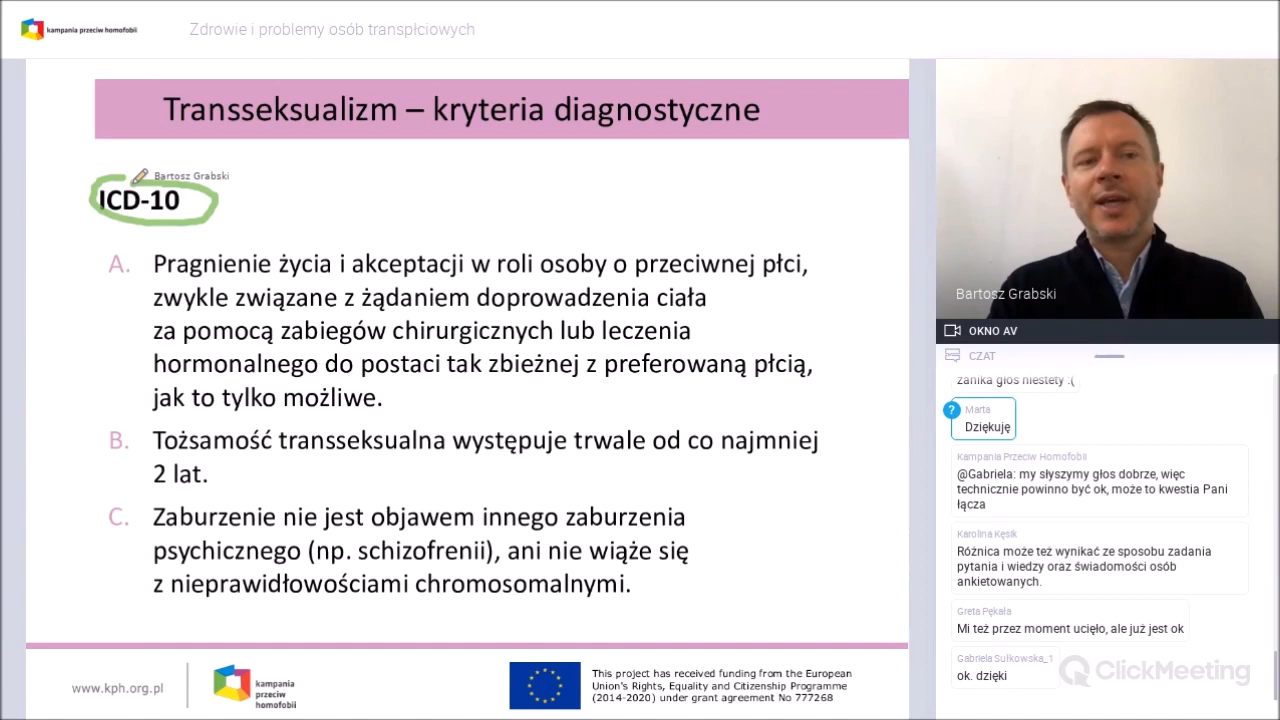 kampania przeciw homofobii
Zdrowie i problemy osób transpłciowych
Transseksualizm – kryteria diagnostyczne
Bartosz Grabski
ICD-10
A. Pragnienie życia i akceptacji w roli osoby o przeciwnej płci,
zwykle związane z żądaniem doprowadzenia ciała
za pomocą zabiegów chirurgicznych lub leczenia
hormonalnego do postaci tak zbieżnej z preferowaną płcią,
jak to tylko możliwe.
B. Tożsamość transseksualna występuje trwale od co najmniej
2 lat.
C. Zaburzenie nie jest objawem innego zaburzenia
psychicznego (np. schizofrenii), ani nie wiąże się
z nieprawidłowościami chromosomalnymi.
www.kph.org.pl
kampania
przeciw
homofobii
This project has received funding from the European
Union's Rights, Equality and Citizenship Programme
(2014-2020) under grant agreement No 777268
Bartosz Grabski
OKNO AV
CZAT
zanika głos niestety :(
?
Marta
Dziękuję
Kampania Przeciw Homofobii
@Gabriela: my słyszymy głos dobrze, więc
technicznie powinno być ok, może to kwestia Pani
łącza
Karolina Kęsik
Różnica może też wynikać ze sposobu zadania
pytania i wiedzy oraz świadomości osób
ankietowanych.
Greta Pękała
Mi też przez moment ucięło, ale już jest ok
Gabriela Sułkowska_1
ok. dzięki
ClickMeeting